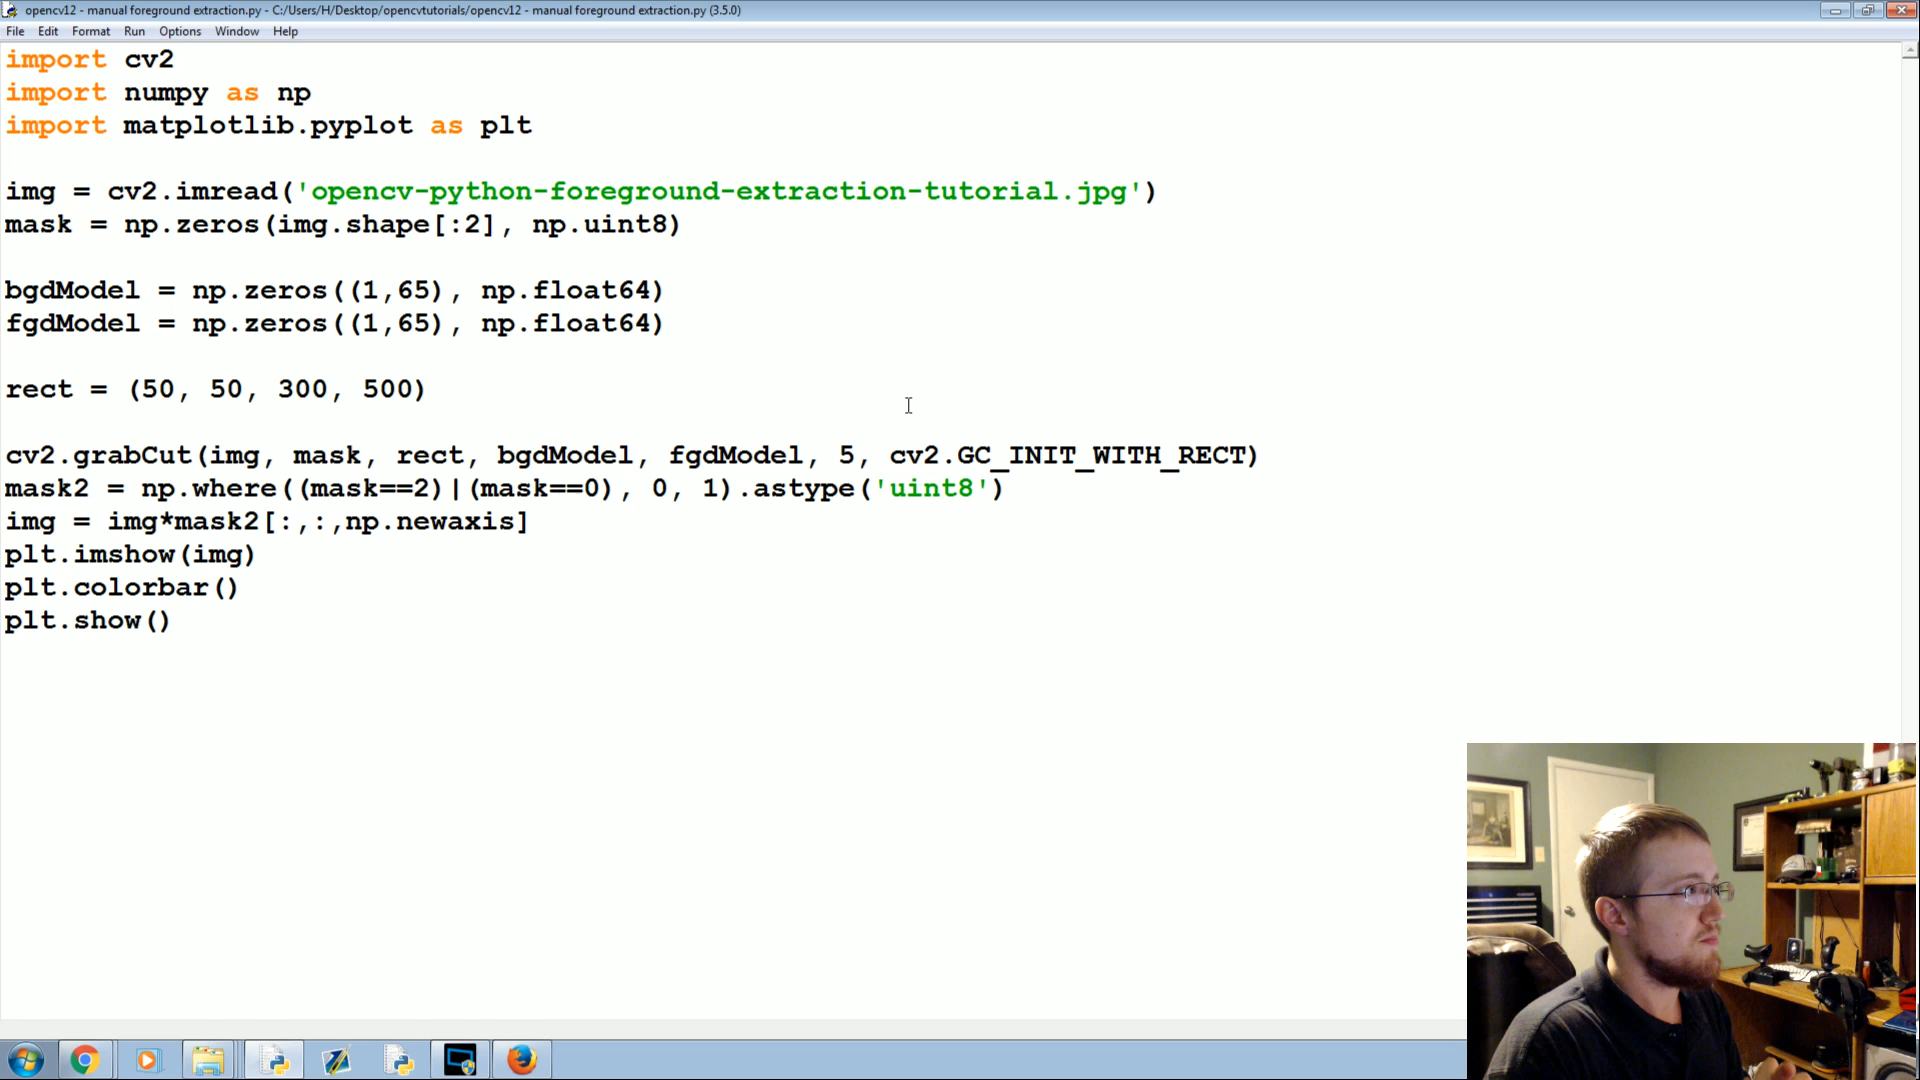 opencv12 - manual foreground extraction.py - C:/Users/H/Desktop/opencvtutorials/opencv12 - manual foreground extraction.py (3.5.0)
File Edit Format Run Options Window Help
import cv2
import numpy as np
import matplotlib.pyplot as plt
img = cv2.imread('opencv-python-foreground-extraction-tutorial.jpg')
mask = np.zeros(img.shape[:2], np.uint8)
bgdModel = np.zeros((1,65), np.float64)
fgdModel = np.zeros((1,65), np.float64)
rect = (50, 50, 300, 500)
cv2.grabCut(img, mask, rect, bgdModel, fgdModel, 5, cv2.GC_INIT_WITH_RECT)
mask2 = np.where((mask==2)|(mask==0), 0, 1).astype('uint8')
img = img*mask2[:,:,np.newaxis]
plt.imshow(img)
plt.colorbar()
plt.show()